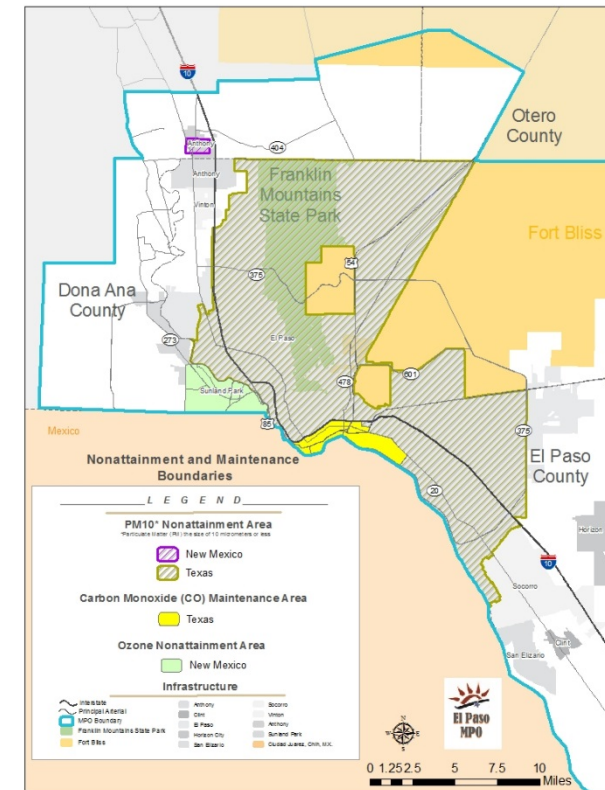 10
Otero
County
404
Anthony
Anthony
Franklin
Mountains
State Park
Vinton
Fort Bliss
54
375
Dona Ana
County
273
El Paso
601
478
Sunland Park
85
375
Mexico
El Paso
County
Nonattainment and Maintenance
Boundaries
20
Horizon
LEGEND
PM10* Nonattainment Area
*Particulate Matter (PM) the size of 10 micrometers or less
New Mexico
Texas
10
Carbon Monoxide (CO) Maintenance Area
Texas
Socorro
Ozone Nonattainment Area
New Mexico
Clint
San Elizario
Infrastructure
Interstate
Principal Arterial
MPO Boundary
Franklin Mountains State Park
Fort Bliss
Anthony
Clint
El Paso
Horizon City
San Elizario
Socorro
Vinton
Anthony
Sunland Park
Ciudad Juarez, Chih, MX.
El Paso
MPO
N
W
E
S
0 1.25 2.5 5 7.5 10
Miles